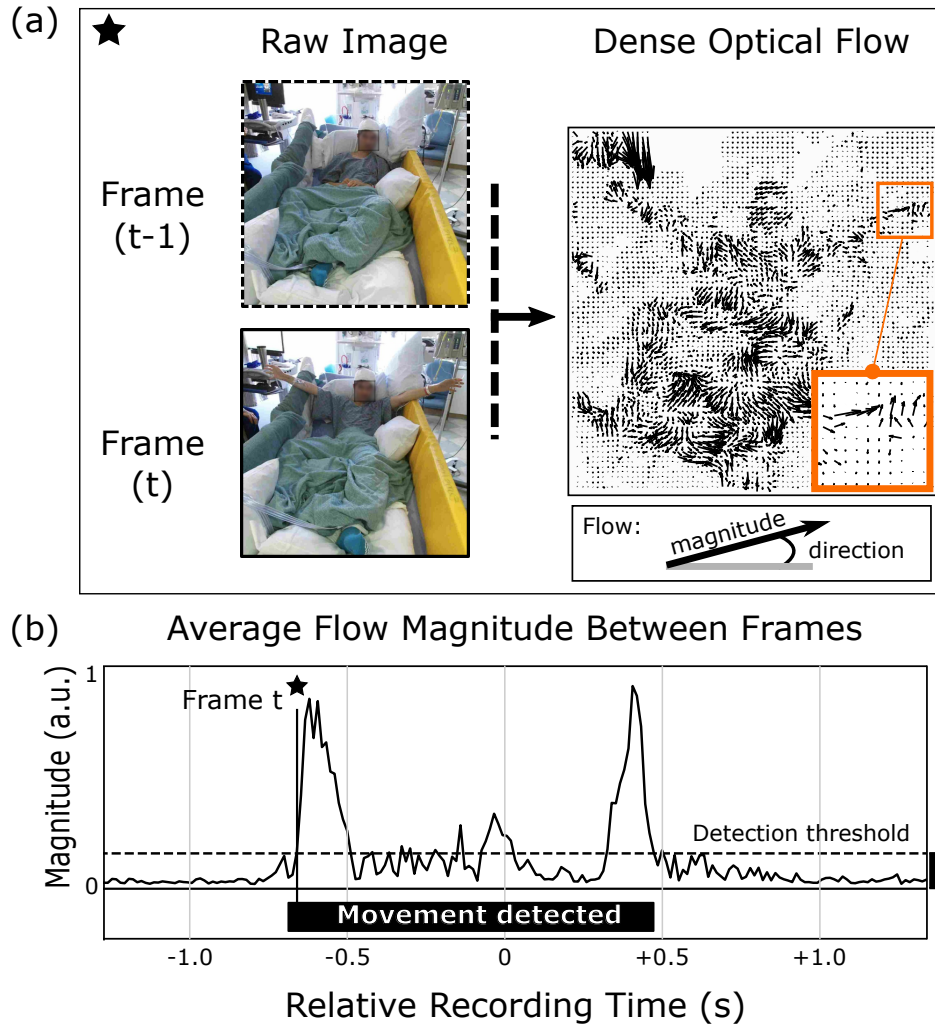 (a)
Raw Image
Dense Optical Flow
Frame
(t-1)
Frame
(t)
Flow:
magnitude
direction
(b)
Average Flow Magnitude Between Frames
Magnitude (a.u.)
1
0
Frame t
Detection threshold
Movement detected
-1.0
-0.5
0
+0.5
+1.0
Relative Recording Time (s)